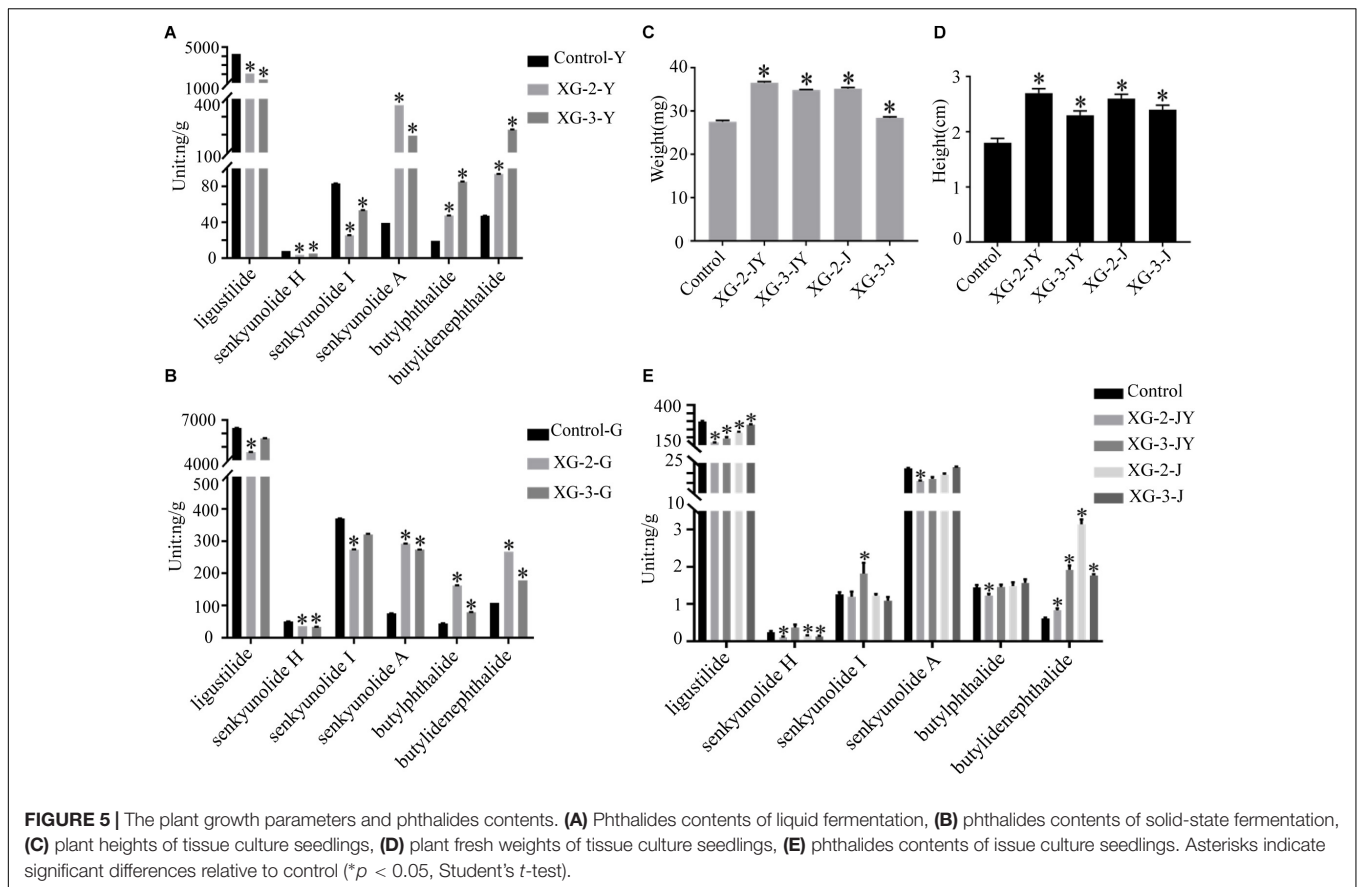 A
5000
1000
400
100
80
40
0
Unit:ng/g
* * * * * * * * * * * *
Control-Y
XG-2-Y
XG-3-Y
ligustilide
senkyunolide H
senkyunolide I
senkyunolide A
butylphthalide
butylidenephthalide
C
40
30
20
10
0
Weight(mg)
* * * *
Control
XG-2-JY
XG-3-JY
XG-2-J
XG-3-J
D
3
2
1
0
Height(cm)
* * * *
Control
XG-2-JY
XG-3-JY
XG-2-J
XG-3-J
B
7000
4000
500
400
300
200
100
0
Unit:ng/g
* * * * * * * * * *
Control-G
XG-2-G
XG-3-G
ligustilide
senkyunolide H
senkyunolide I
senkyunolide A
butylphthalide
butylidenephthalide
E
400
150
25
10
3
2
1
0
Unit:ng/g
* * * * * * * * * * * * * *
Control
XG-2-JY
XG-3-JY
XG-2-J
XG-3-J
ligustilide
senkyunolide H
senkyunolide I
senkyunolide A
butylphthalide
butylidenephthalide
FIGURE 5 | The plant growth parameters and phthalides contents. (A) Phthalides contents of liquid fermentation, (B) phthalides contents of solid-state fermentation,
(C) plant heights of tissue culture seedlings, (D) plant fresh weights of tissue culture seedlings, (E) phthalides contents of issue culture seedlings. Asterisks indicate
significant differences relative to control (*p < 0.05, Student's t-test).